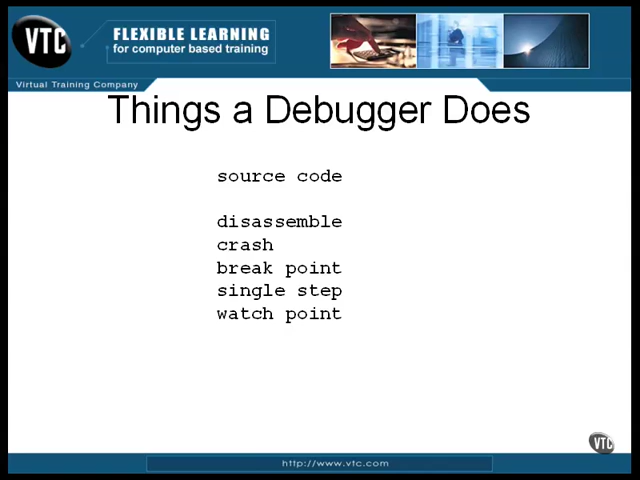 VTC
FLEXIBLE LEARNING
for computer based training
Virtual Training Company
Things a Debugger Does
source code
disassemble
crash
break point
single step
watch point
VTC
http://www.vtc.com